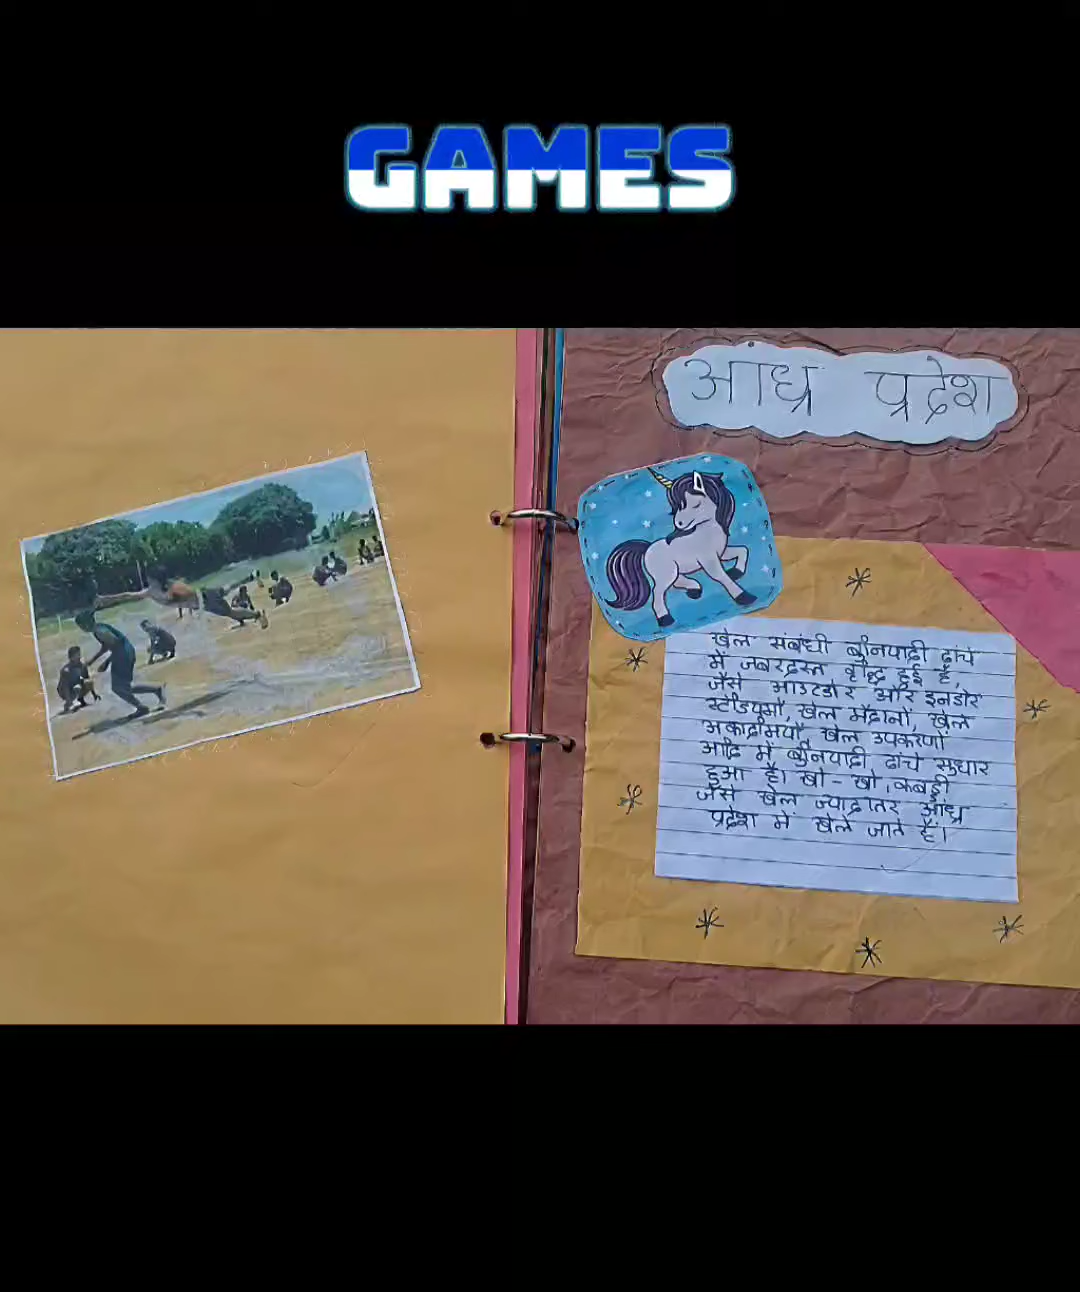 GAMES
आंध्र प्रदेश
खेल संबंधी बुनियादी ढांचे
में जबरदस्त वृद्धि हुई है,
जैसे आउटडोर और इनडोर
स्टेडियमों, खेल मैदानों, खेल
अकादमियों, खेल उपकरणों
आदि में बुनियादी ढांचे सुधार
हुआ है। खो-खो, कबड्डी
जैसे खेल ज्यादातर आंध्र
प्रदेश में खेले जाते हैं।